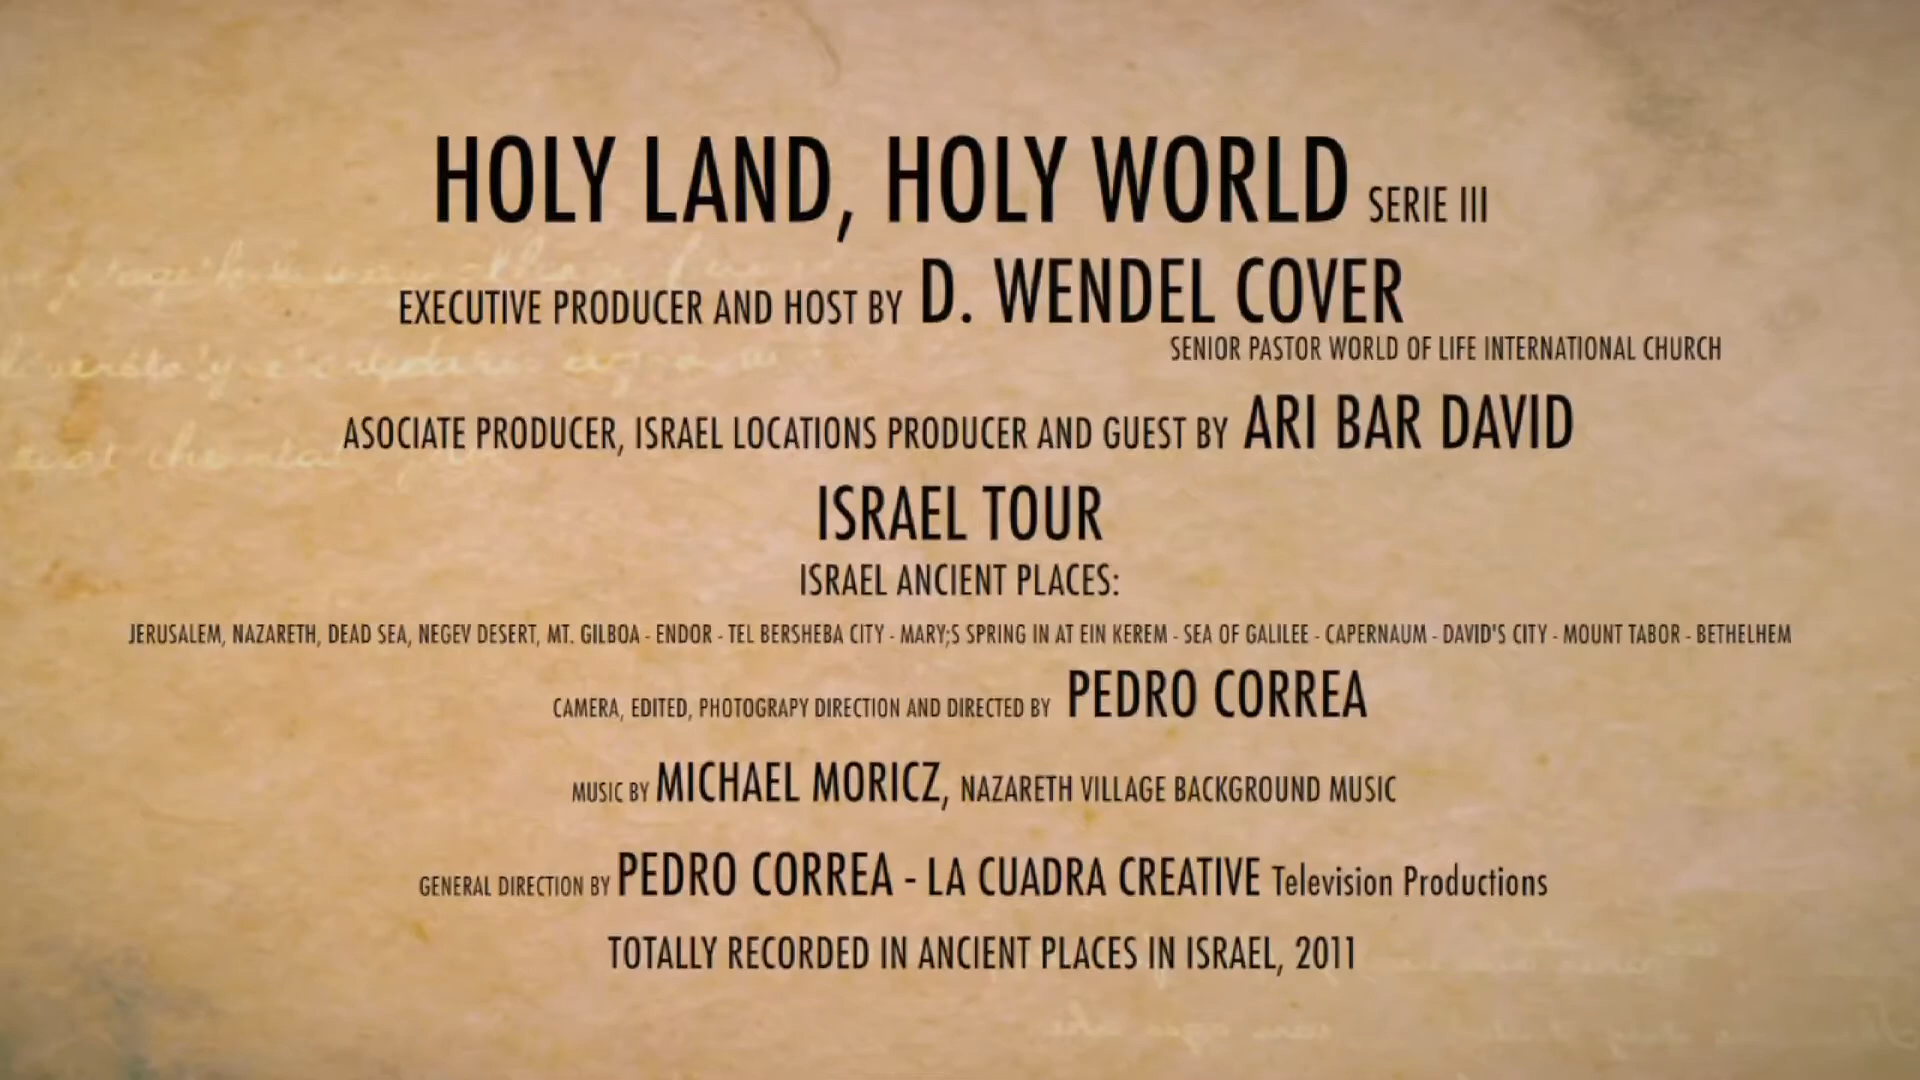 HOLY LAND, HOLY WORLD SERIE III
EXECUTIVE PRODUCER AND HOST BY D. WENDEL COVER
SENIOR PASTOR WORLD OF LIFE INTERNATIONAL CHURCH
ASOCIATE PRODUCER, ISRAEL LOCATIONS PRODUCER AND GUEST BY ARI BAR DAVID
ISRAEL TOUR
ISRAEL ANCIENT PLACES:
JERUSALEM, NAZARETH, DEAD SEA, NEGEV DESERT, MT. GILBOA - ENDOR - TEL BERSHEBA CITY - MARY;S SPRING IN AT EIN KEREM - SEA OF GALILEE - CAPERNAUM - DAVID'S CITY - MOUNT TABOR - BETHELHEM
CAMERA, EDITED, PHOTOGRAPY DIRECTION AND DIRECTED BY PEDRO CORREA
MUSIC BY MICHAEL MORICZ, NAZARETH VILLAGE BACKGROUND MUSIC
GENERAL DIRECTION BY PEDRO CORREA - LA CUADRA CREATIVE Television Productions
TOTALLY RECORDED IN ANCIENT PLACES IN ISRAEL, 2011